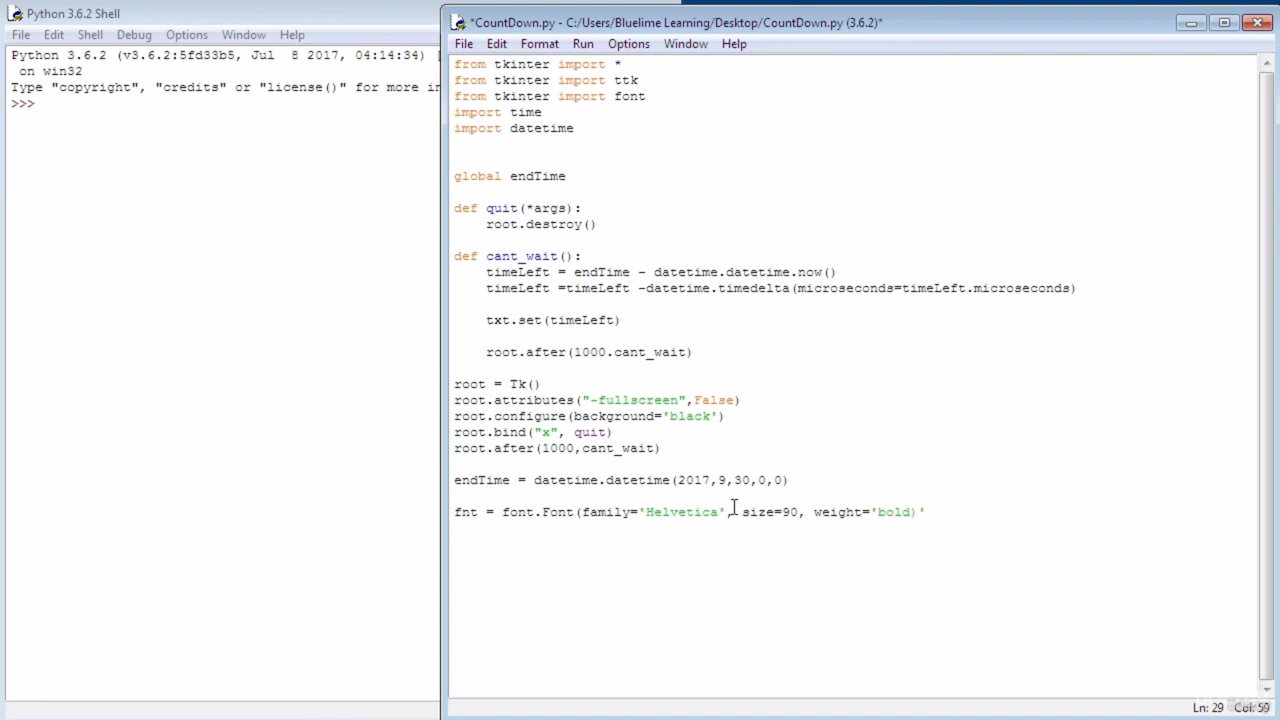 Python 3.6.2 Shell
File Edit Shell Debug Options Window Help
Python 3.6.2 (v3.6.2:5fd33b5, Jul  8 2017, 04:14:34) [
 on win32
Type "copyright", "credits" or "license()" for more in
>>>
*CountDown.py - C:/Users/Bluelime Learning/Desktop/CountDown.py (3.6.2)*
File Edit Format Run Options Window Help
from tkinter import *
from tkinter import ttk
from tkinter import font
import time
import datetime
global endTime
def quit(*args):
    root.destroy()
def cant_wait():
    timeLeft = endTime - datetime.datetime.now()
    timeLeft =timeLeft -datetime.timedelta(microseconds=timeLeft.microseconds)
    txt.set(timeLeft)
    root.after(1000.cant_wait)
root = Tk()
root.attributes("-fullscreen",False)
root.configure(background='black')
root.bind("x", quit)
root.after(1000,cant_wait)
endTime = datetime.datetime(2017,9,30,0,0)
fnt = font.Font(family='Helvetica', size=90, weight='bold)'
Ln: 29 Col: 59